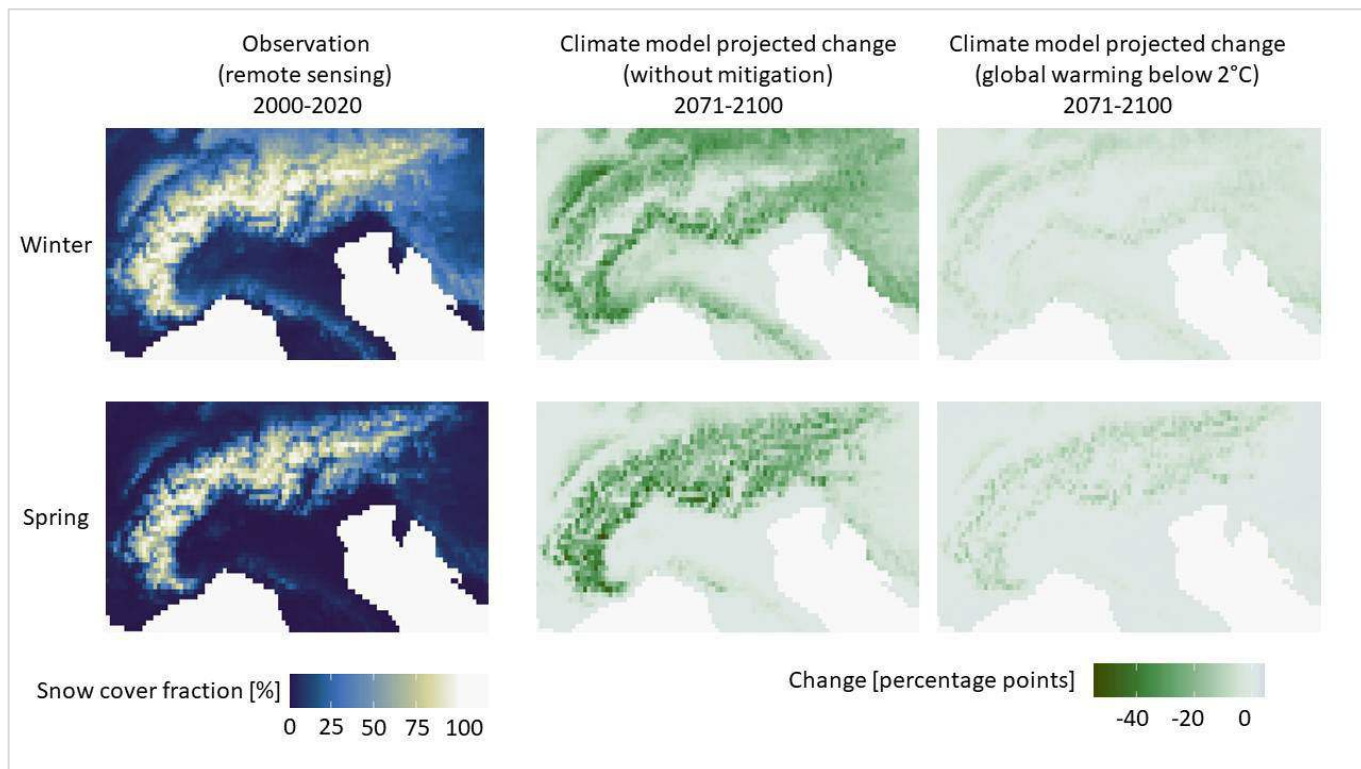 Observation
(remote sensing)
2000-2020
Climate model projected change
(without mitigation)
2071-2100
Climate model projected change
(global warming below 2°C)
2071-2100
Winter
Spring
Snow cover fraction [%]
0 25 50 75 100
Change [percentage points]
-40 -20 0